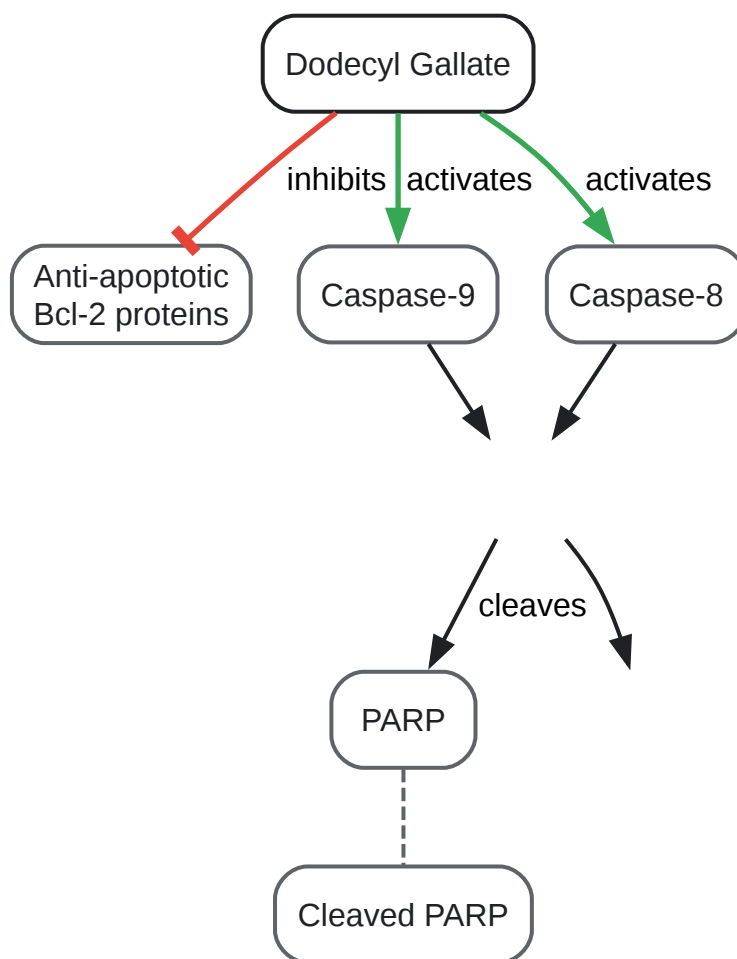 Dodecyl Gallate
inhibits
activates
activates
Anti-apoptotic
Bcl-2 proteins
Caspase-9
Caspase-8
cleaves
PARP
Cleaved PARP